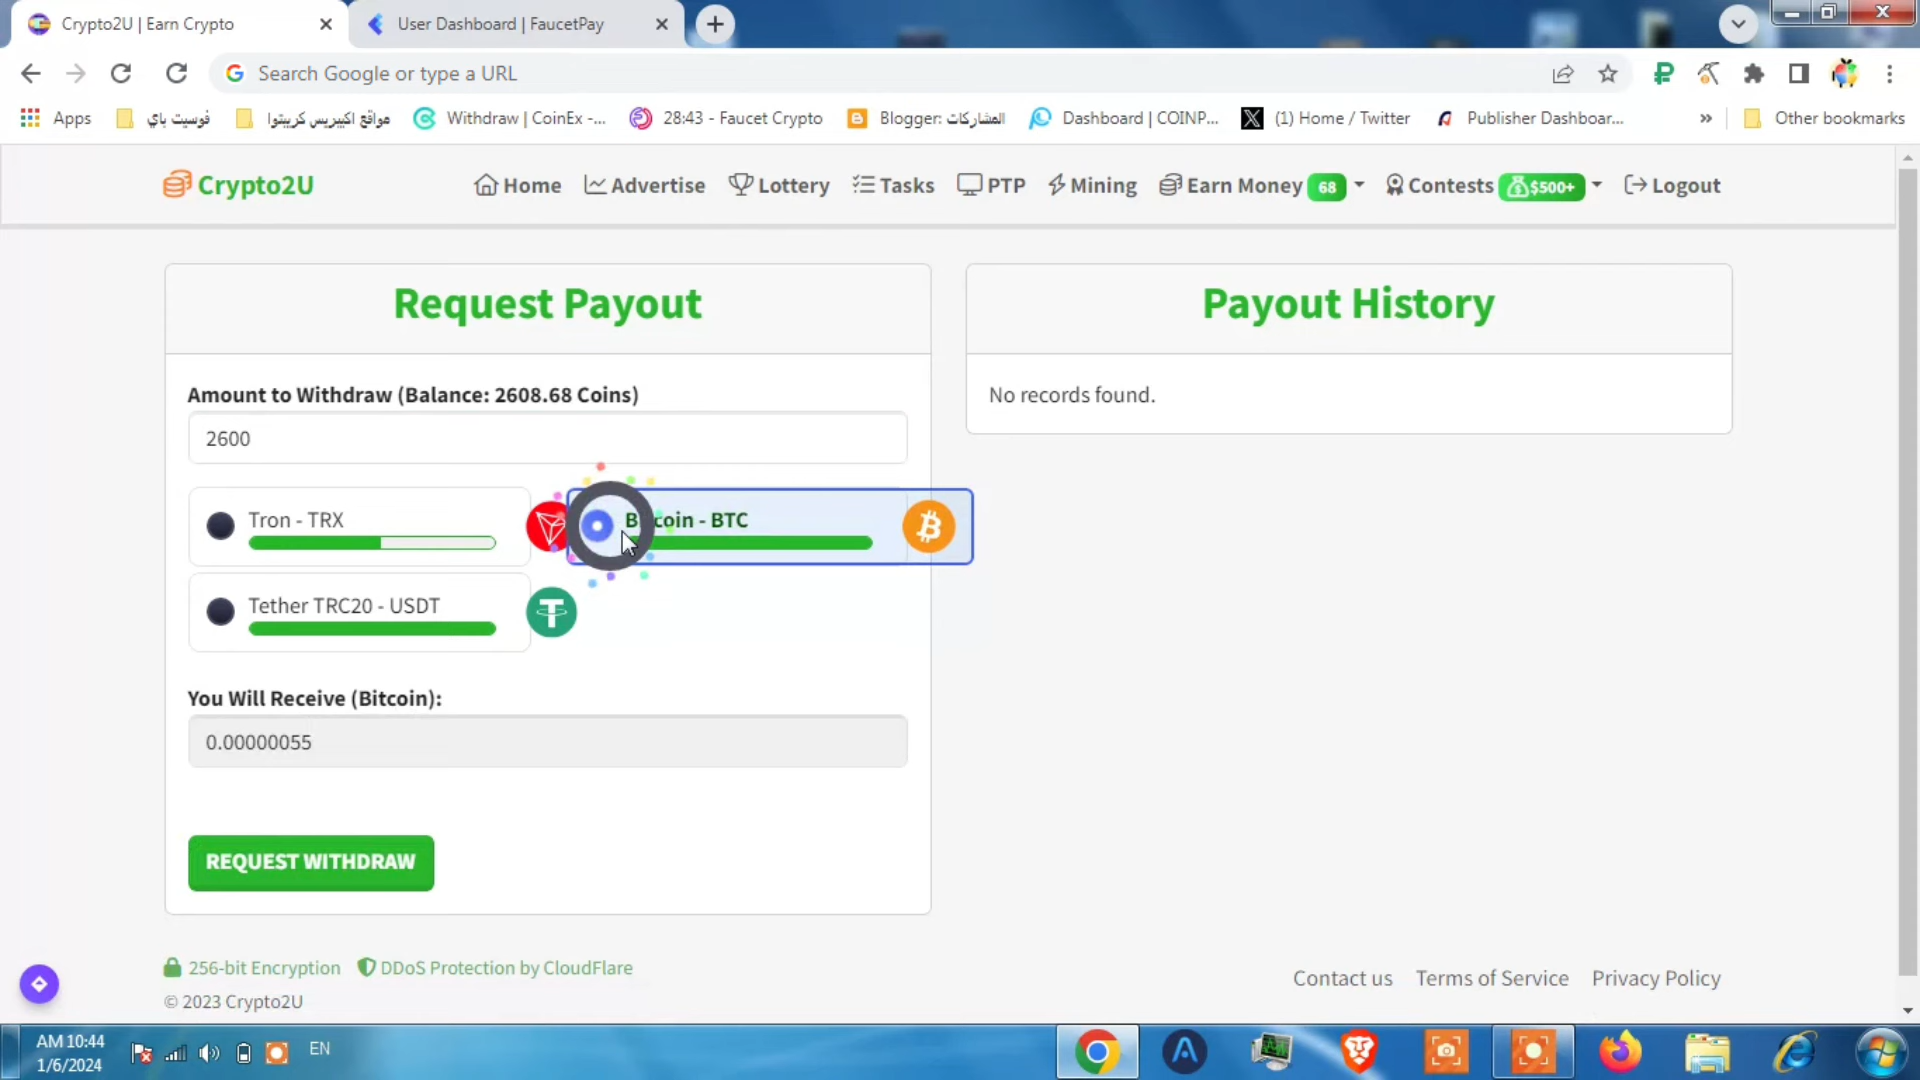 Crypto2U | Earn Crypto
User Dashboard | FaucetPay
Search Google or type a URL
Apps
فوسيت باي
مواقع اكبيريس كريبتوا
Withdraw | CoinEx -...
28:43 - Faucet Crypto
Blogger: المشاركات
Dashboard | COINP...
(1) Home / Twitter
Publisher Dashboar...
»
Other bookmarks
Crypto2U
Home
Advertise
Lottery
Tasks
PTP
Mining
Earn Money 68
Contests $500+
Logout
Request Payout
Amount to Withdraw (Balance: 2608.68 Coins)
2600
Tron - TRX
Bitcoin - BTC
Tether TRC20 - USDT
You Will Receive (Bitcoin):
0.00000055
REQUEST WITHDRAW
Payout History
No records found.
256-bit Encryption
DDoS Protection by CloudFlare
© 2023 Crypto2U
Contact us
Terms of Service
Privacy Policy
AM 10:44
1/6/2024
EN